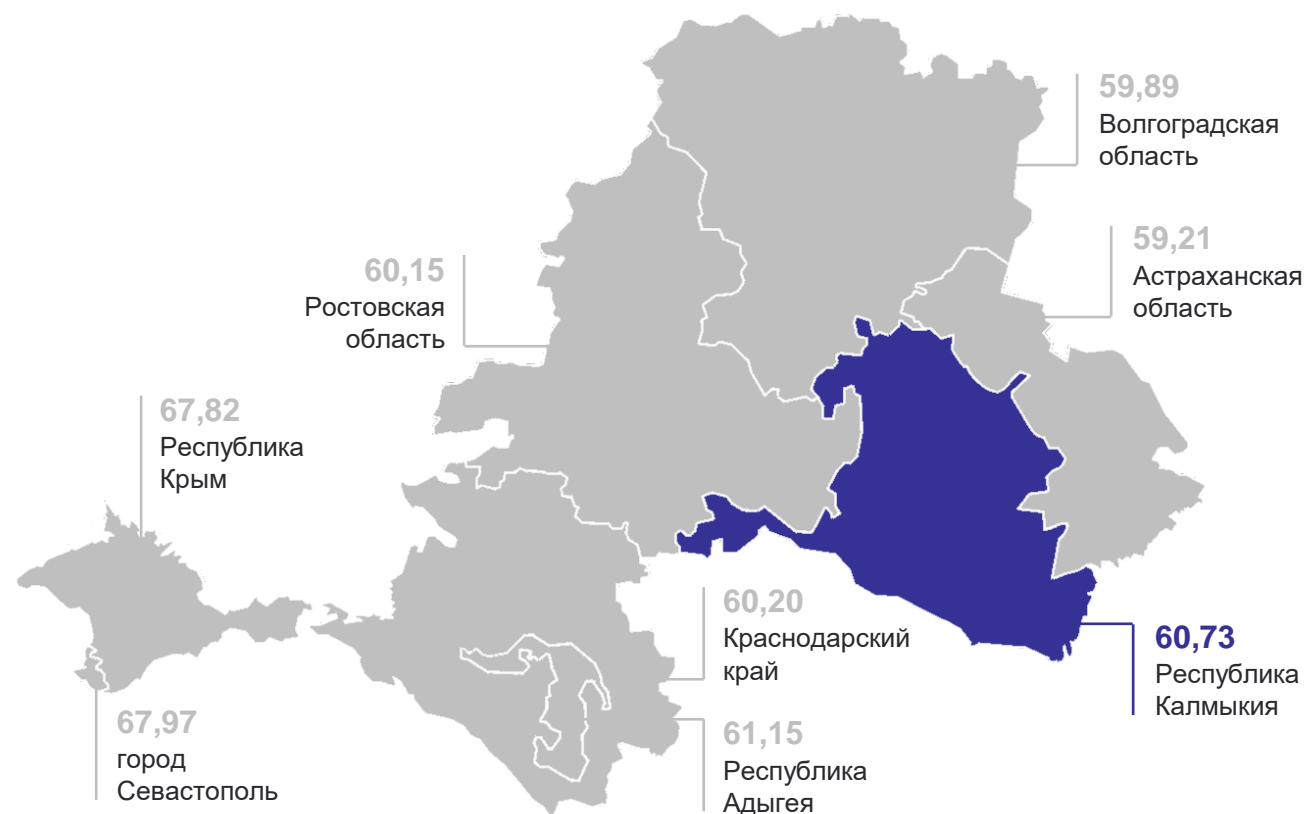 59,89
Волгоградская
область
59,21
Астраханская
область
60,15
Ростовская
область
67,82
Республика
Крым
60,20
Краснодарский
край
60,73
Республика
Калмыкия
67,97
город
Севастополь
61,15
Республика
Адыгея